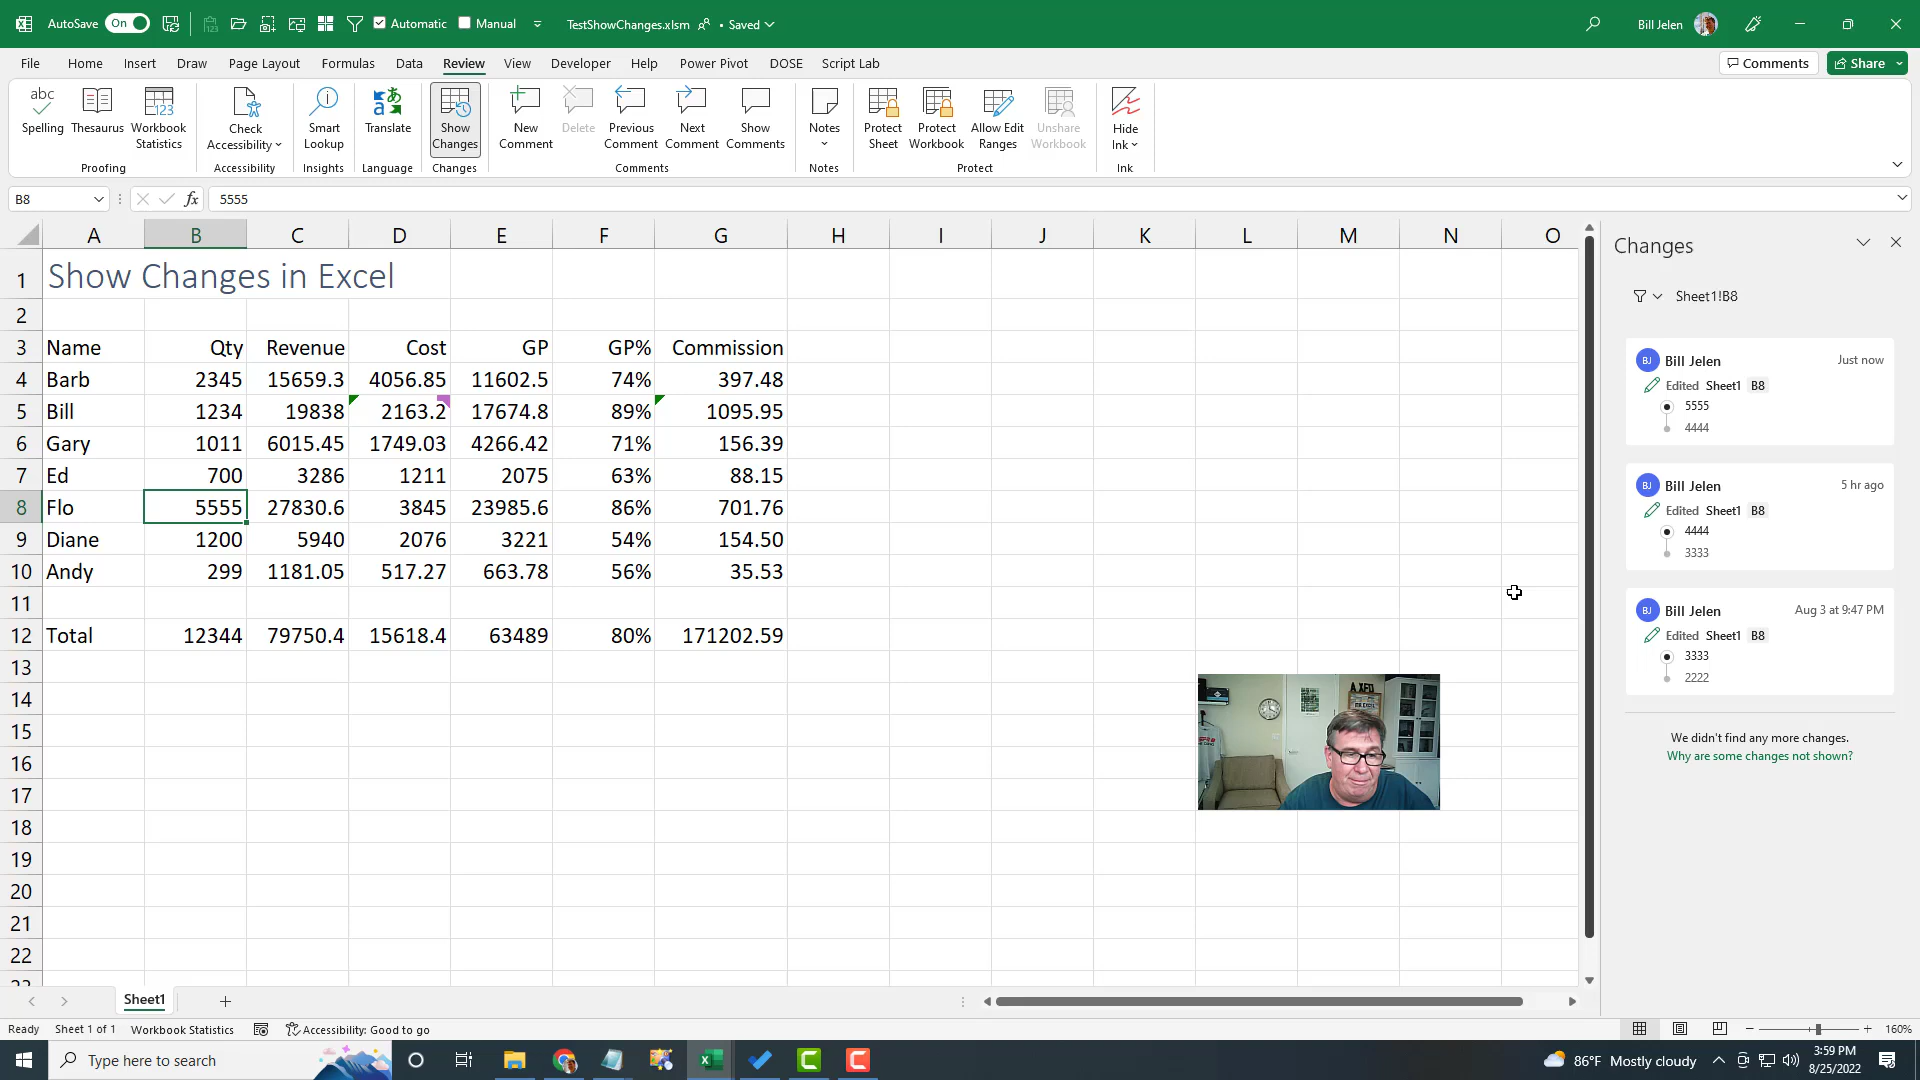 AutoSave On Automatic Manual TestShowChanges.xlsm • Saved Bill Jelen
File Home Insert Draw Page Layout Formulas Data Review View Developer Help Power Pivot DOSE Script Lab Comments Share
abc
123
Spelling Thesaurus Workbook Statistics Check Accessibility Smart Lookup Translate Show Changes New Comment Delete Previous Comment Next Comment Show Comments Notes Protect Sheet Protect Workbook Allow Edit Ranges Unshare Workbook Hide Ink
Proofing Accessibility Insights Language Changes Comments Notes Protect Ink
B8 fx 5555
A B C D E F G H I J K L M N O
1 Show Changes in Excel
2
3 Name Qty Revenue Cost GP GP% Commission
4 Barb 2345 15659.3 4056.85 11602.5 74% 397.48
5 Bill 1234 19838 2163.2 17674.8 89% 1095.95
6 Gary 1011 6015.45 1749.03 4266.42 71% 156.39
7 Ed 700 3286 1211 2075 63% 88.15
8 Flo 5555 27830.6 3845 23985.6 86% 701.76
9 Diane 1200 5940 2076 3221 54% 154.50
10 Andy 299 1181.05 517.27 663.78 56% 35.53
11
12 Total 12344 79750.4 15618.4 63489 80% 171202.59
13
14
15
16
17
18
19
20
21
22
Changes
Sheet1!B8
BJ Bill Jelen Just now
Edited Sheet1 B8
5555
4444
BJ Bill Jelen 5 hr ago
Edited Sheet1 B8
4444
3333
BJ Bill Jelen Aug 3 at 9:47 PM
Edited Sheet1 B8
3333
2222
We didn't find any more changes.
Why are some changes not shown?
Sheet1
Ready Sheet 1 of 1 Workbook Statistics Accessibility: Good to go 160%
Type here to search 86°F Mostly cloudy 3:59 PM
8/25/2022